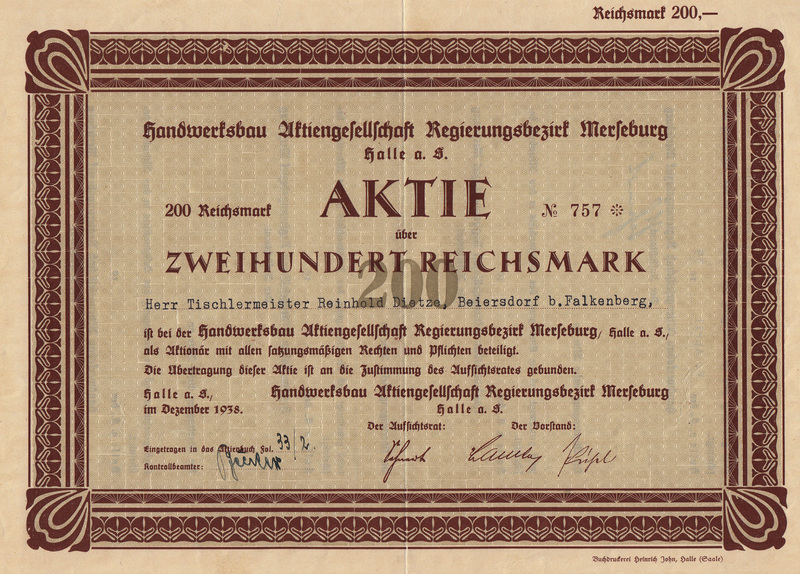 Reichsmark 200,—
Handwerksbau Aktiengesellschaft Regierungsbezirk Merseburg
Halle a. S.
200 Reichsmark AKTIE № 757 ✻
über
ZWEIHUNDERT REICHSMARK
200
Herr Tischlermeister Reinhold Dietze, Beiersdorf b.Falkenberg,
ist bei der Handwerksbau Aktiengesellschaft Regierungsbezirk Merseburg, Halle a. S.,
als Aktionär mit allen satzungsmäßigen Rechten und Pflichten beteiligt.
Die Übertragung dieser Aktie ist an die Zustimmung des Aufsichtsrates gebunden.
Halle a. S., Handwerksbau Aktiengesellschaft Regierungsbezirk Merseburg
im Dezember 1938. Halle a. S.
Der Aufsichtsrat: Der Vorstand:
Eingetragen in das Aktienbuch Fol. 33/2.
Kontrollbeamter:
Buchdruckerei Heinrich John, Halle (Saale)